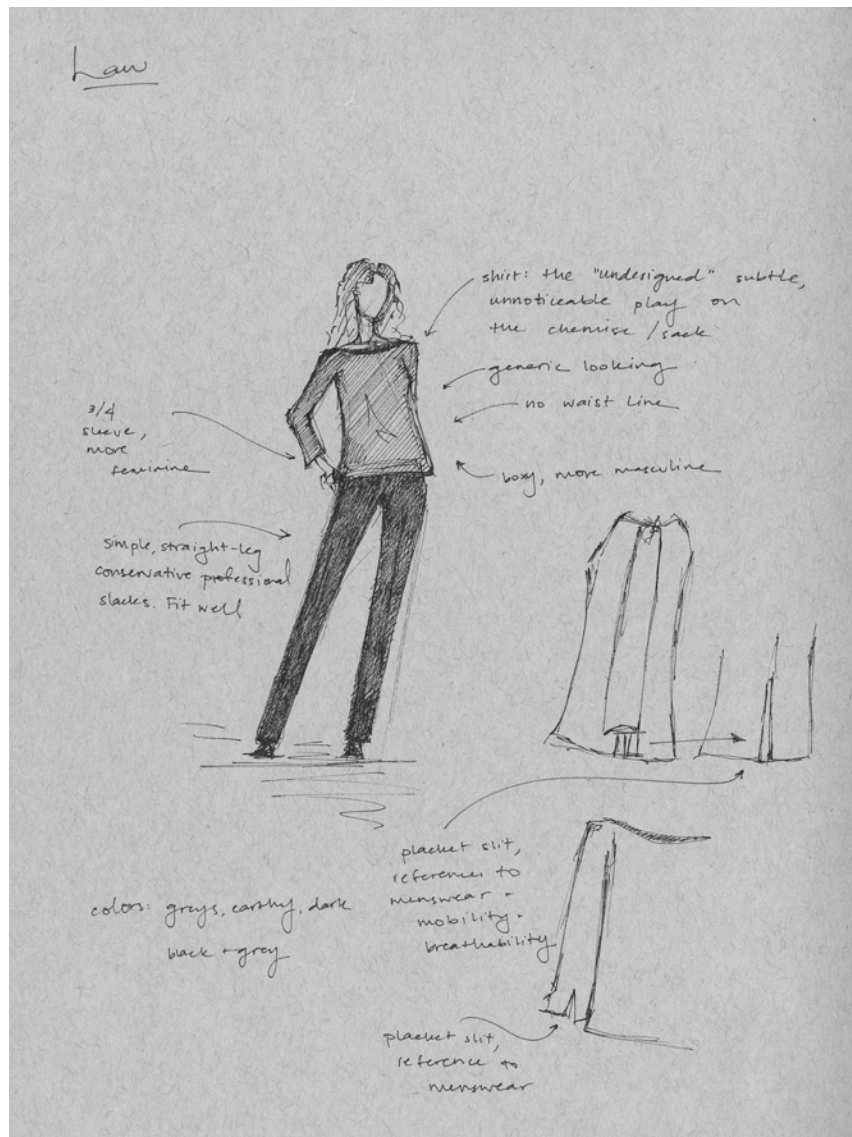 Law
shirt: the "undesigned" subtle,
unnoticeable play on
the chemise / sack
generic looking
no waist line
boxy, more masculine
3/4
sleeve,
more
feminine
simple, straight-leg
conservative professional
slacks. Fit well
placket slit,
reference to
menswear -
mobility -
breathability
colors: greys, earthy, dark
black + grey
placket slit,
reference to
menswear